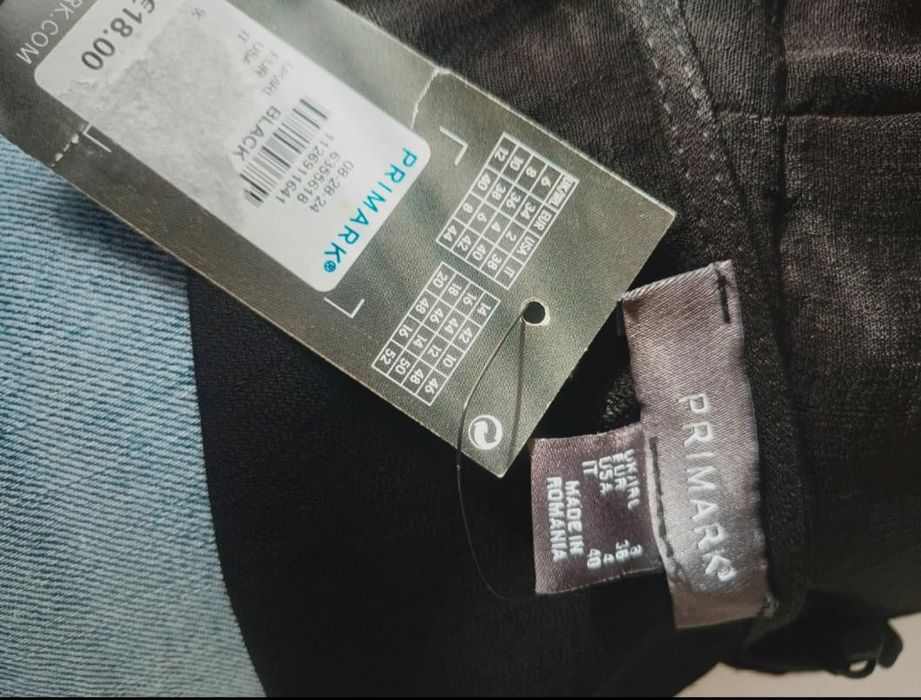 UK/IRL EUR USA IT
6 34 2 38
8 36 4 40
10 38 6 42
12 40 8 44
14 42 10 46
16 44 12 48
18 46 14 50
20 48 16 52
PRIMARK®
08-28-24
6355618
1126911641
BLACK
UK/IRL
EUR
USA
IT
€18.00
RK.COM
PRIMARK®
UK/IRL 8
EUR 36
USA 4
IT 40
MADE IN
ROMANIA